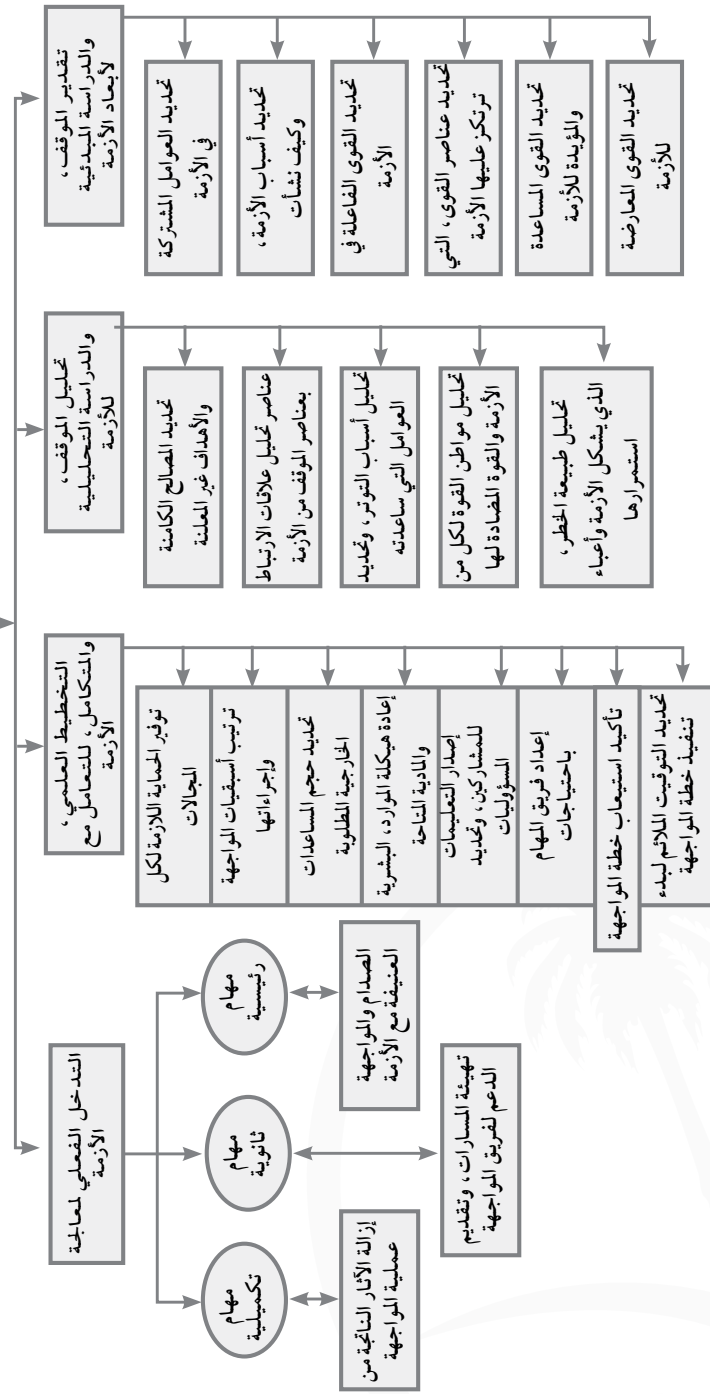 تقدير الموقف،
والدراسة المبدئية
لأبعاد الأزمة
تحديد العوامل المشتركة
في الأزمة
تحديد أسباب الأزمة،
وكيف نشأت
تحديد القوى الفاعلة في
الأزمة
تحديد عناصر القوى، التي
ترتكز عليها الأزمة
تحديد القوى المساعدة
والمؤيدة للأزمة
تحديد القوى المعارضة
للأزمة
تحليل الموقف،
والدراسة التحليلية
للأزمة
تحديد المصالح الكامنة
والأهداف غير المعلنة
عناصر تحليل علاقات الارتباط
بعناصر الموقف من الأزمة
تحليل أسباب التوتر، وتحديد
العوامل التي ساعدته
تحليل مواطن القوة لكل من
الأزمة والقوة المضادة لها
تحليل طبيعة الخطر،
الذي يشكل الأزمة وأعباء
استمرارها
التخطيط العلمي،
والمتكامل، للتعامل مع
الأزمة
توفير الحماية اللازمة لكل
المجالات
ترتيب أسبقيات المواجهة
وإجراءاتها
تحديد حجم المساعدات
الخارجية المطلوبة
إعادة هيكلة الموارد، البشرية
والمادية المتاحة
إصدار التعليمات
للمشاركين، وتحديد
المسؤوليات
إعداد فريق المهام
باحتياجات
تأكيد استيعاب خطة المواجهة
تحديد التوقيت الملائم لبدء
تنفيذ خطة المواجهة
التدخل الفعلي لمعالجة
الأزمة
مهام
رئيسية
الصدام والمواجهة
العنيفة مع الأزمة
مهام
ثانوية
تهيئة المسارات، وتقديم
الدعم لفريق المواجهة
مهام
تكميلية
إزالة الآثار الناتجة من
عملية المواجهة